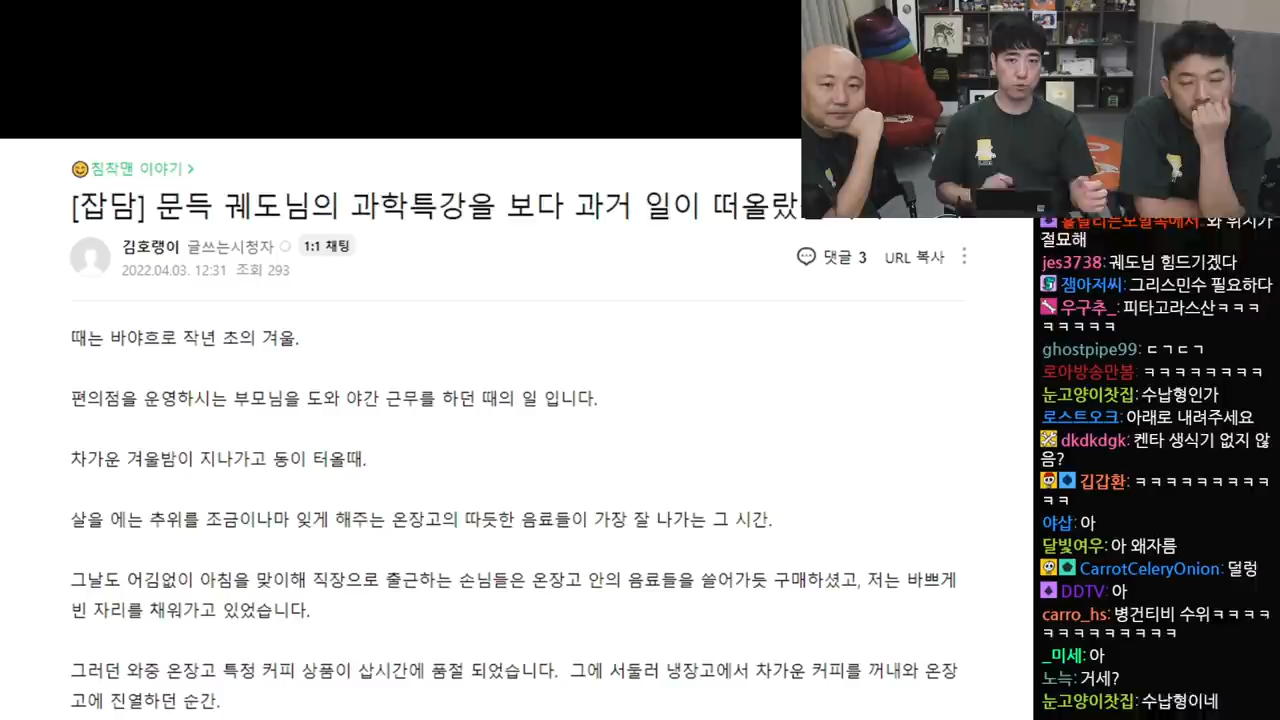 침착맨 이야기 >
[잡담] 문득 궤도님의 과학특강을 보다 과거 일이 떠올랐
김호랭이 글쓰는시청자 1:1 채팅
2022.04.03. 12:31 조회 293
댓글 3 URL 복사
때는 바야흐로 작년 초의 겨울.
편의점을 운영하시는 부모님을 도와 야간 근무를 하던 때의 일 입니다.
차가운 겨울밤이 지나가고 동이 터올때.
살을 에는 추위를 조금이나마 잊게 해주는 온장고의 따듯한 음료들이 가장 잘 나가는 그 시간.
그날도 어김없이 아침을 맞이해 직장으로 출근하는 손님들은 온장고 안의 음료들을 쓸어가듯 구매하셨고, 저는 바쁘게
빈 자리를 채워가고 있었습니다.
그러던 와중 온장고 특정 커피 상품이 삽시간에 품절 되었습니다. 그에 서둘러 냉장고에서 차가운 커피를 꺼내와 온장
고에 진열하던 순간.
와 위치가
절묘해
jes3738: 궤도님 힘드기겠다
잼아저씨: 그리스민수 필요하다
우구추_: 피타고라스산ㅋㅋㅋ
ㅋㅋㅋㅋㅋ
ghostpipe99: ㄷㄱㄷㄱ
로아방송만봄: ㅋㅋㅋㅋㅋㅋㅋㅋ
눈고양이찻집: 수납형인가
로스트오크: 아래로 내려주세요
dkdkdgk: 켄타 생식기 없지 않
음?
김갑환: ㅋㅋㅋㅋㅋㅋㅋㅋㅋ
ㅋㅋ
야삽: 아
달빛여우: 아 왜자름
CarrotCeleryOnion: 덜렁
DDTV: 아
carro_hs: 병건티비 수위ㅋㅋㅋㅋ
ㅋㅋㅋㅋㅋㅋㅋㅋㅋㅋ
_미세: 아
노늑: 거세?
눈고양이찻집: 수납형이네